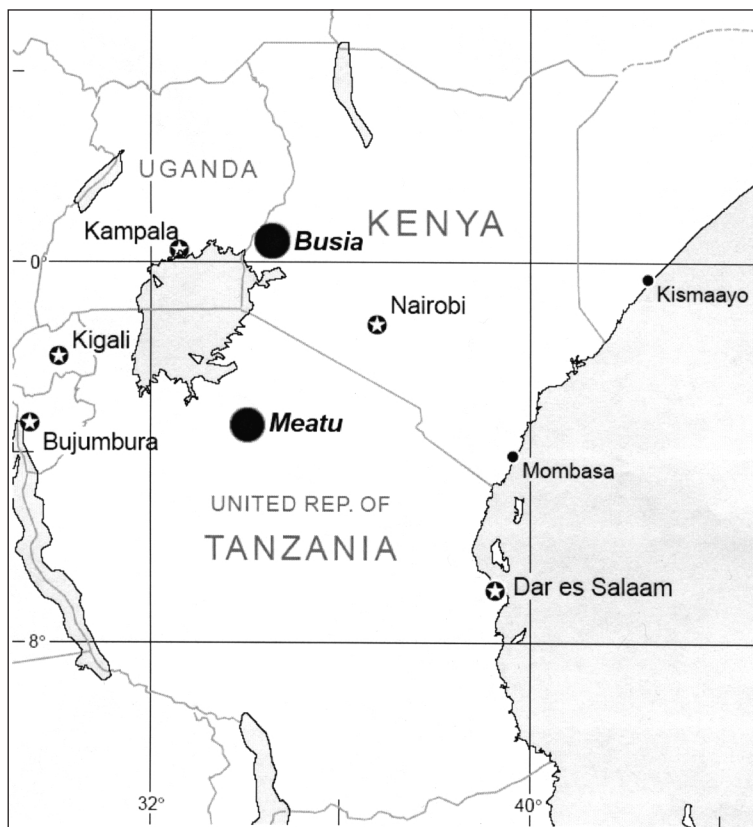 UGANDA
Kampala
Busia
KENYA
0°
Kismaayo
Nairobi
Kigali
Meatu
Bujumbura
Mombasa
UNITED REP. OF
TANZANIA
Dar es Salaam
8°
32°
40°